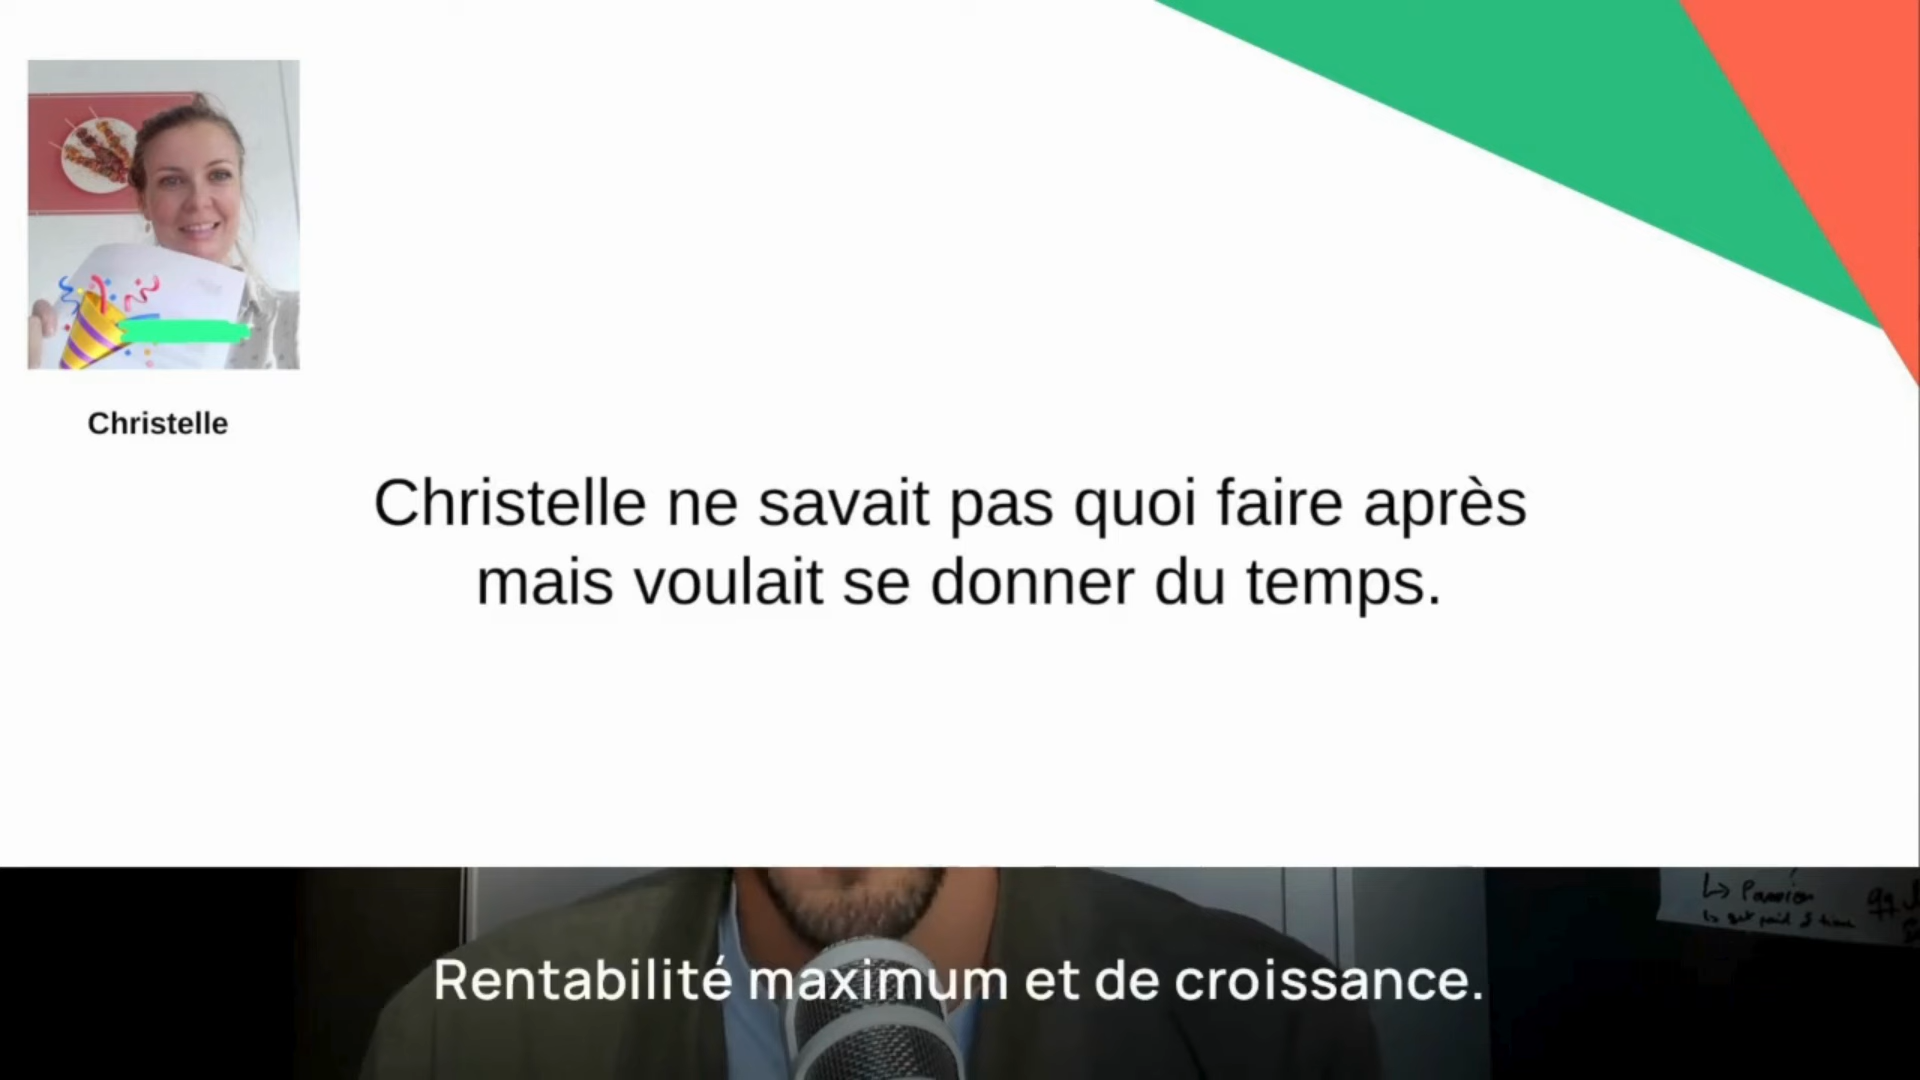 Christelle
Christelle ne savait pas quoi faire après
mais voulait se donner du temps.
↳ Passion
Rentabilité maximum et de croissance.